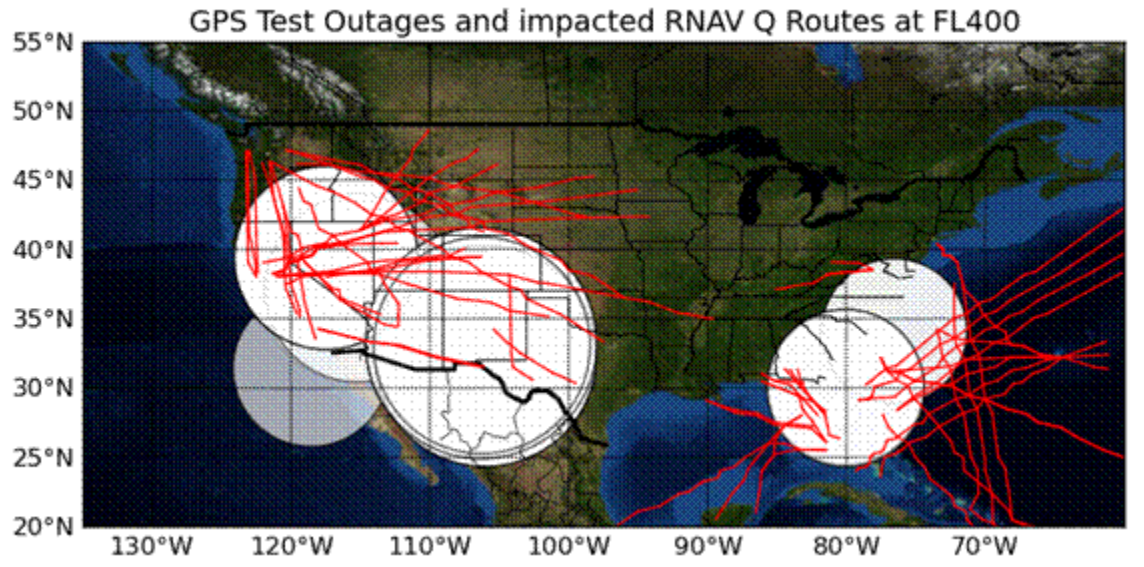 GPS Test Outages and impacted RNAV Q Routes at FL400
55°N
50°N
45°N
40°N
35°N
30°N
25°N
20°N
130°W 120°W 110°W 100°W 90°W 80°W 70°W